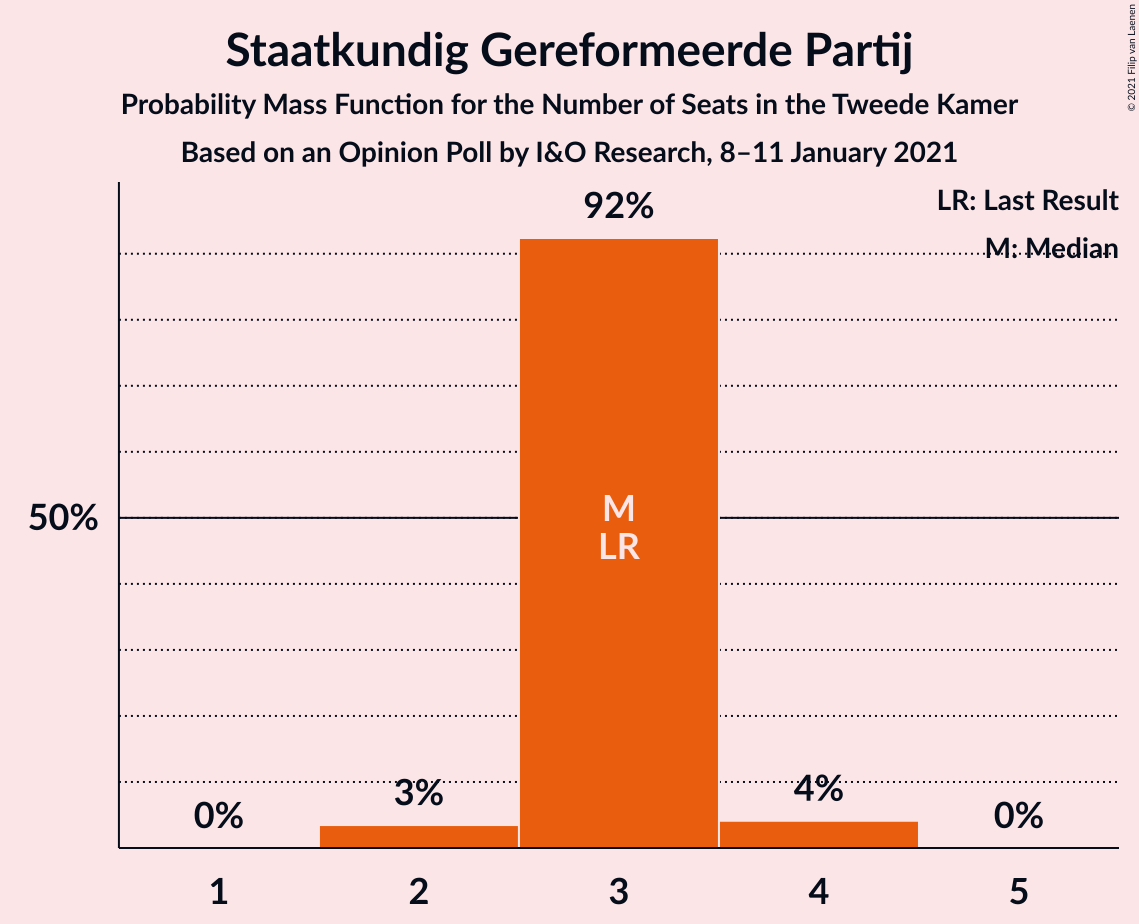 Staatkundig Gereformeerde Partij
Probability Mass Function for the Number of Seats in the Tweede Kamer
Based on an Opinion Poll by I&O Research, 8–11 January 2021
© 2021 Filip van Laenen
LR: Last Result
M: Median
92%
50%
M
LR
0%
3%
4%
0%
1
2
3
4
5